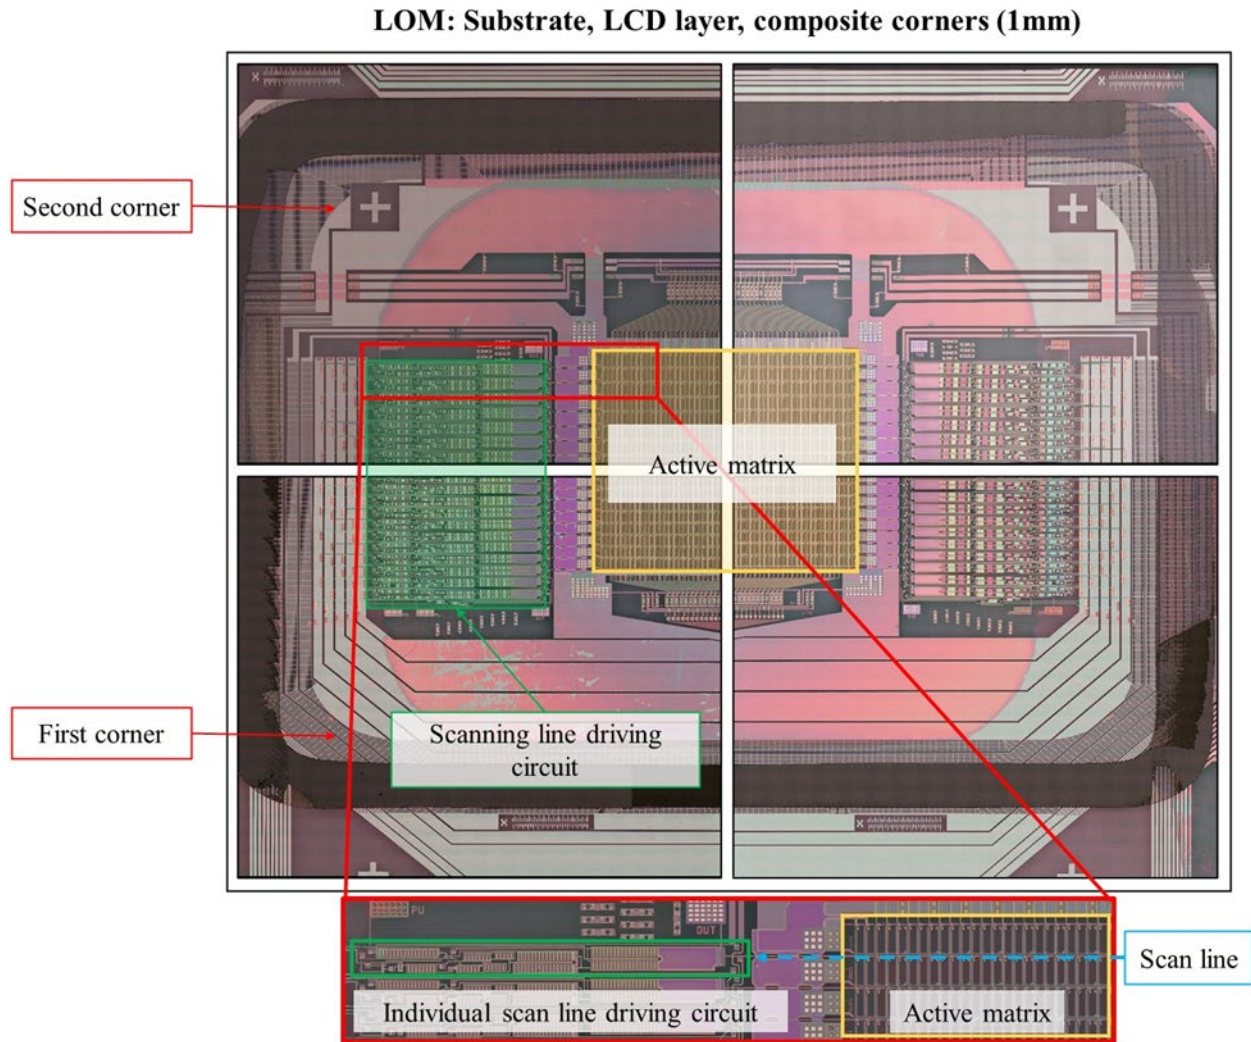 LOM: Substrate, LCD layer, composite corners (1mm)
Second corner
Active matrix
First corner
Scanning line driving
circuit
PU
OUT
Scan line
Individual scan line driving circuit
Active matrix